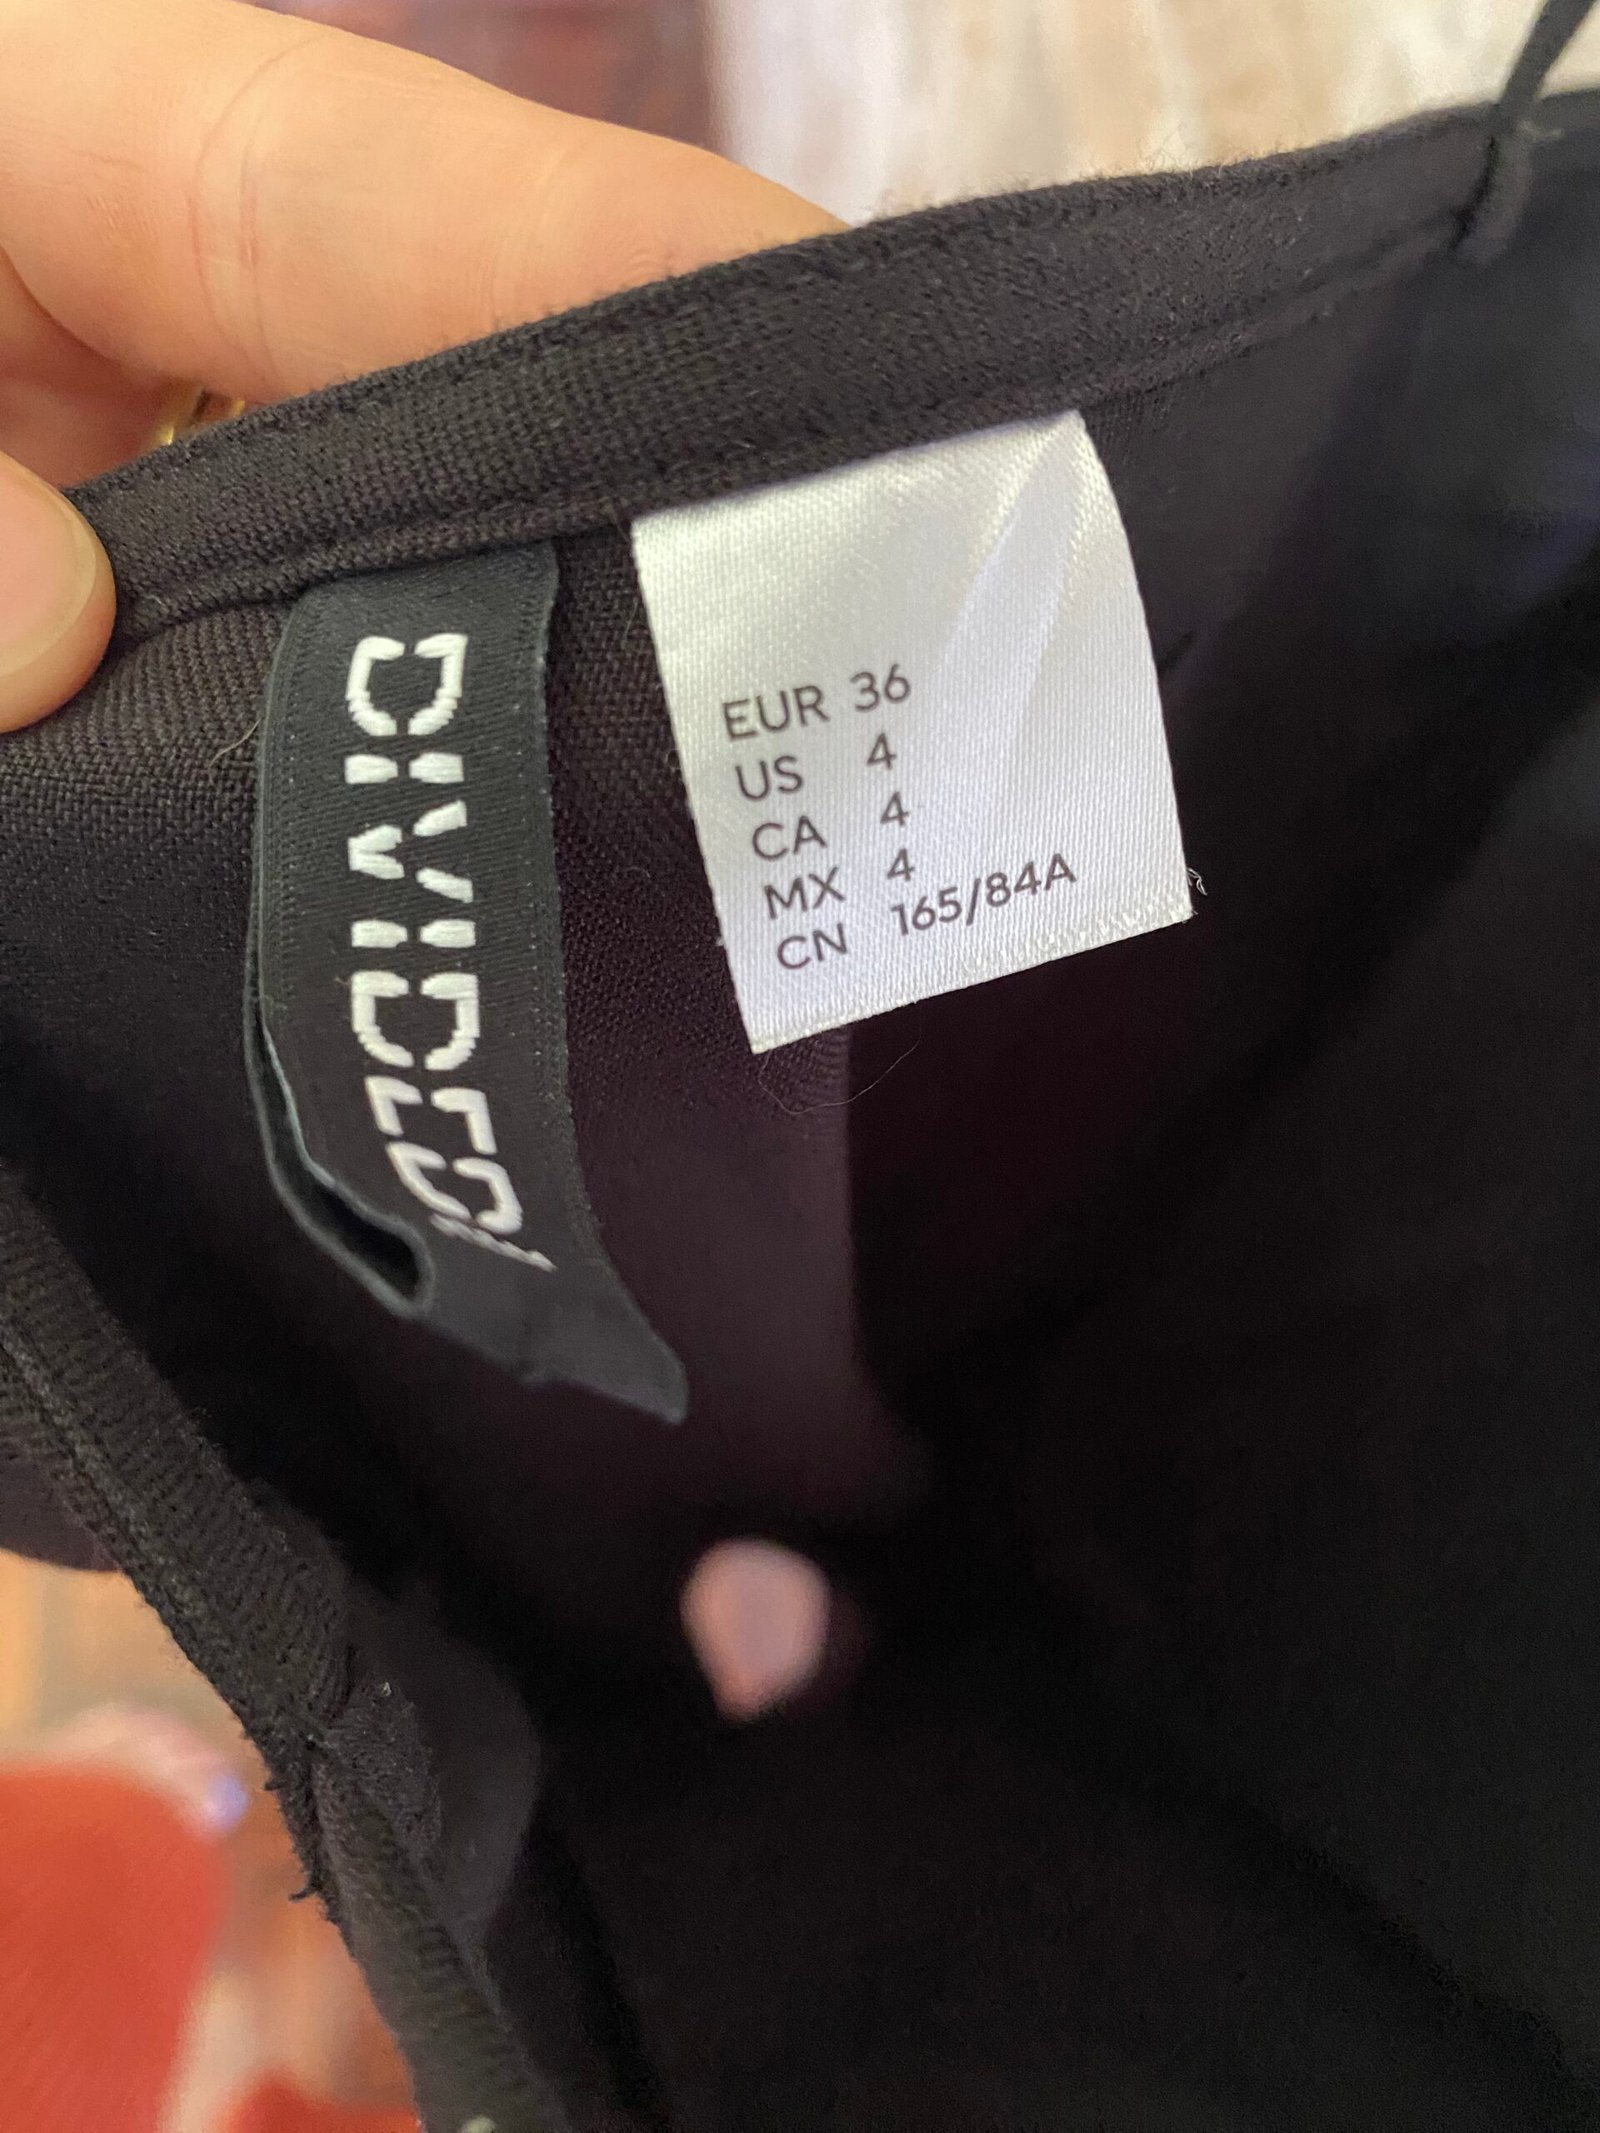 DIVIDED
EUR 36
US 4
CA 4
MX 4
CN 165/84A